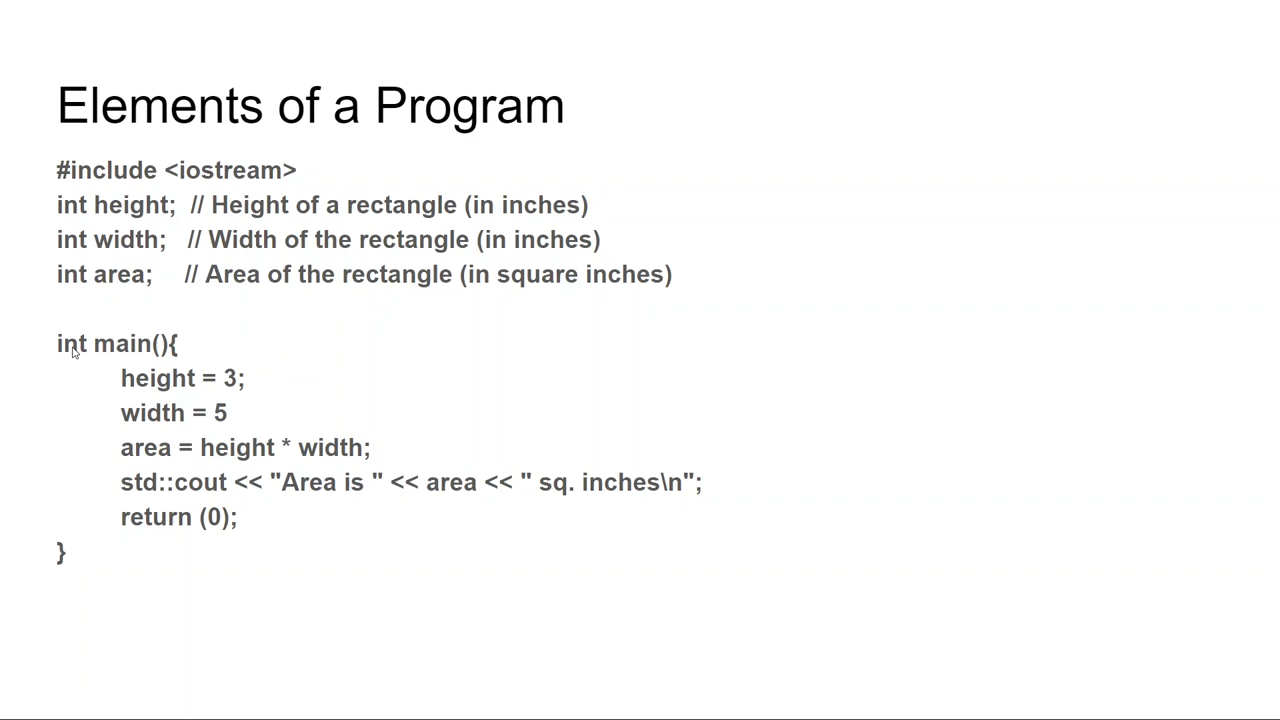 Elements of a Program
#include <iostream>
int height;  // Height of a rectangle (in inches)
int width;   // Width of the rectangle (in inches)
int area;    // Area of the rectangle (in square inches)
int main(){
height = 3;
width = 5
area = height * width;
std::cout << "Area is " << area << " sq. inches\n";
return (0);
}